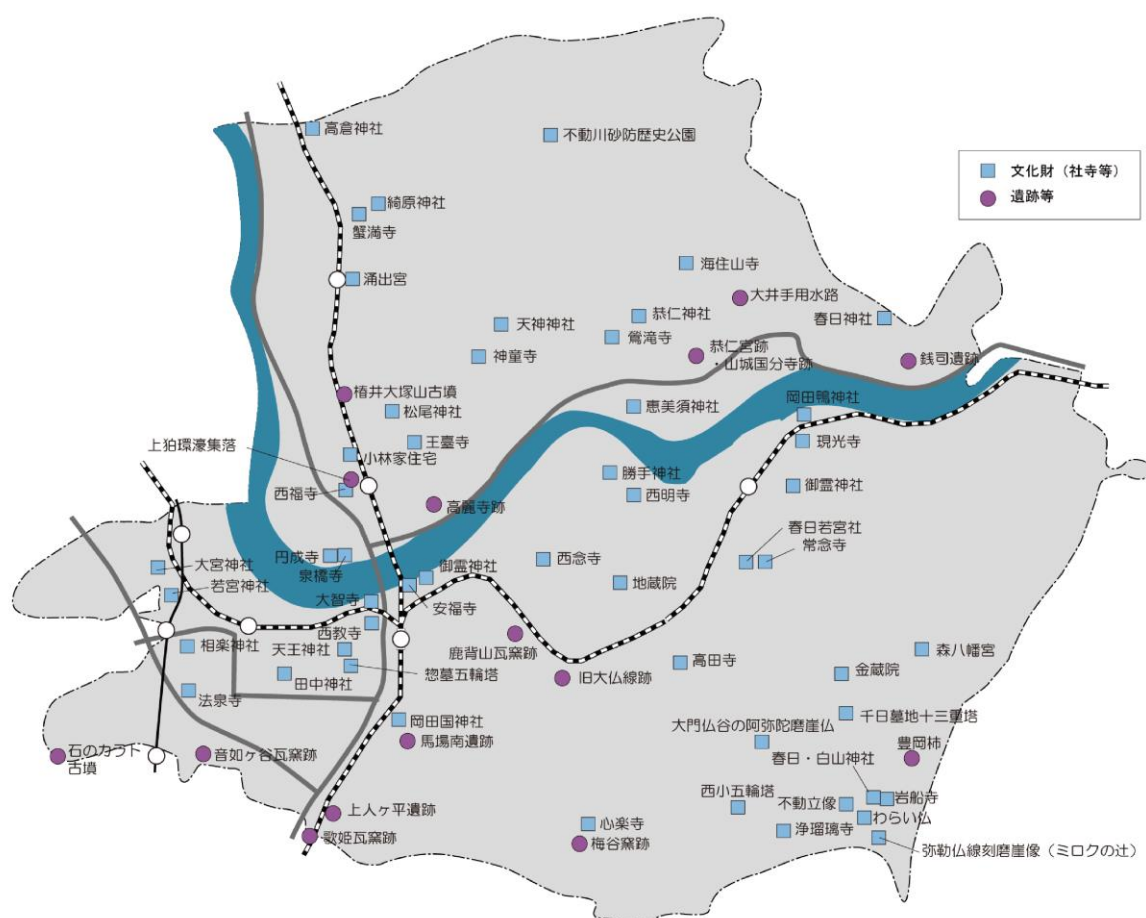 高倉神社
不動川砂防歴史公園
文化財（社寺等）
遺跡等
綺原神社
蟹満寺
涌出宮
海住山寺
大井手用水路
春日神社
天神神社
恭仁神社
鶯滝寺
神童寺
恭仁宮跡
・山城国分寺跡
銭司遺跡
椿井大塚山古墳
松尾神社
恵美須神社
岡田鴨神社
王臺寺
現光寺
上狛環濠集落
小林家住宅
勝手神社
西福寺
西明寺
御霊神社
高麗寺跡
春日若宮社
常念寺
円成寺
泉橋寺
御霊神社
西念寺
大宮神社
若宮神社
大智寺
安福寺
地蔵院
西教寺
相楽神社
天王神社
鹿背山瓦窯跡
高田寺
森八幡宮
惣墓五輪塔
旧大仏線跡
金蔵院
法泉寺
田中神社
岡田国神社
千日墓地十三重塔
大門仏谷の阿弥陀磨崖仏
馬場南遺跡
石のカラト
古墳
音如ヶ谷瓦窯跡
春日・白山神社
豊岡柿
西小五輪塔
不動立像
岩船寺
上人ヶ平遺跡
わらい仏
心楽寺
浄瑠璃寺
歌姫瓦窯跡
梅谷窯跡
弥勒仏線刻磨崖像（ミロクの辻）